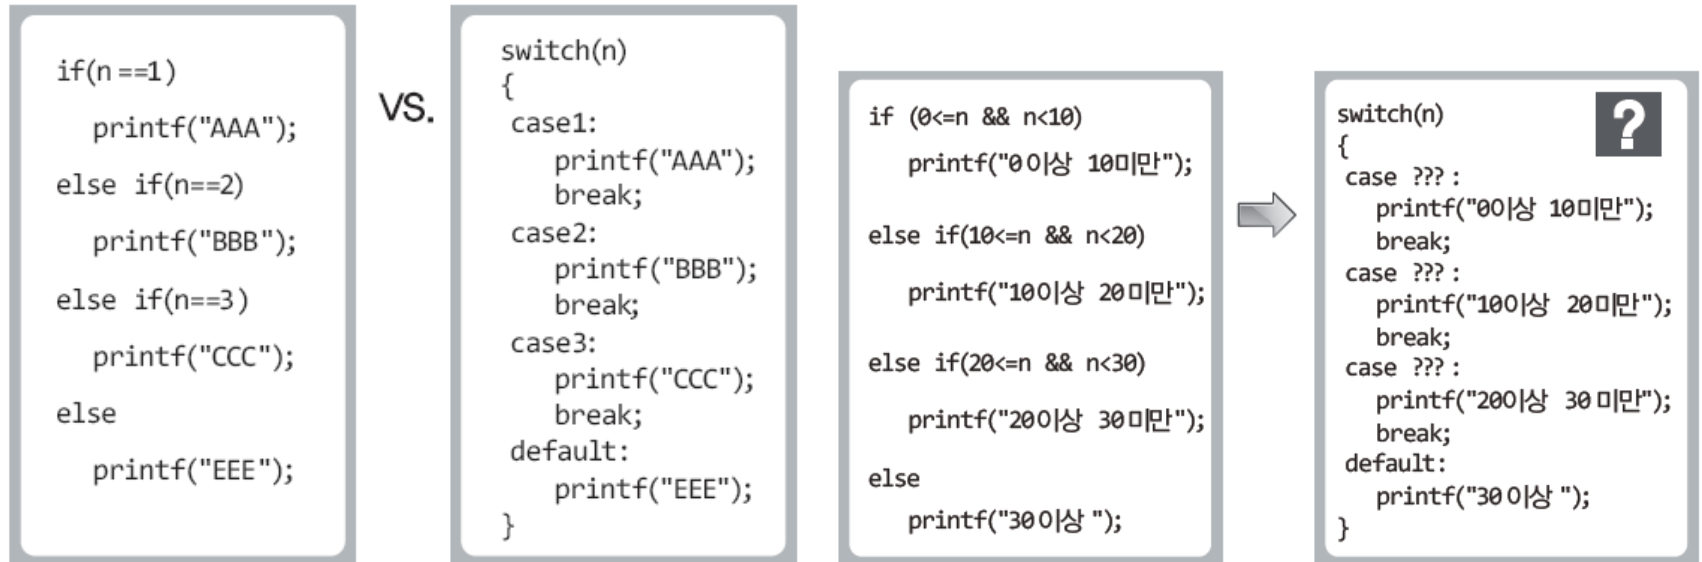 if(n ==1)
printf("AAA");
else if(n==2)
printf("BBB");
else if(n==3)
printf("CCC");
else
printf("EEE");
VS.
switch(n)
{
case1:
printf("AAA");
break;
case2:
printf("BBB");
break;
case3:
printf("CCC");
break;
default:
printf("EEE");
}
if (0<=n && n<10)
printf("0이상 10미만");
else if(10<=n && n<20)
printf("10이상 20미만");
else if(20<=n && n<30)
printf("20이상 30미만");
else
printf("30이상 ");
?
switch(n)
{
case ??? :
printf("0이상 10미만");
break;
case ??? :
printf("10이상 20미만");
break;
case ??? :
printf("20이상 30미만");
break;
default:
printf("30이상 ");
}